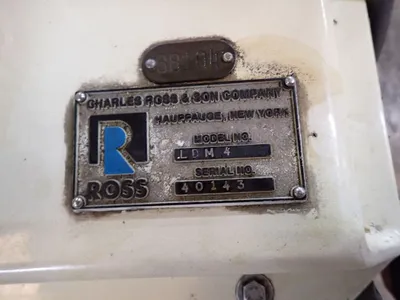 CHARLES ROSS & SON COMPANY
HAUPPAUGE, NEW YORK
MODEL NO.
LDM 4
SERIAL NO.
40143
R
ROSS